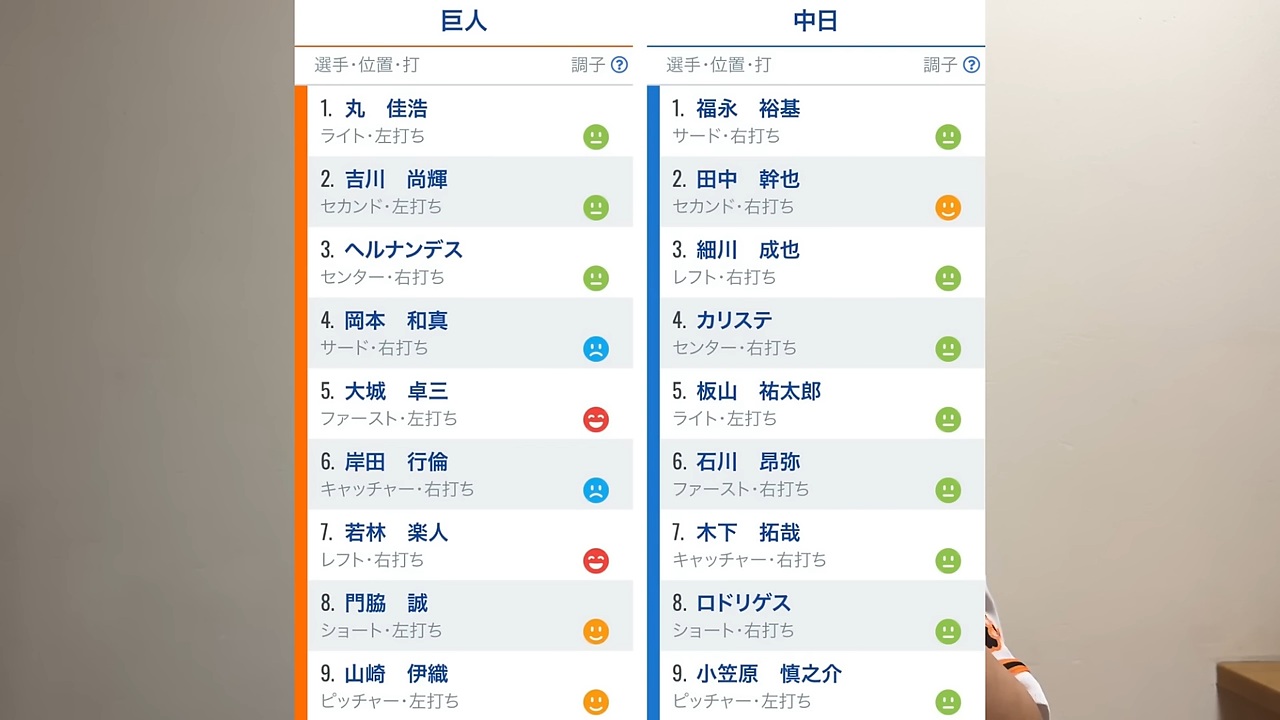 巨人
選手・位置・打 調子 ?
1. 丸 佳浩
ライト・左打ち
2. 吉川 尚輝
セカンド・左打ち
3. ヘルナンデス
センター・右打ち
4. 岡本 和真
サード・右打ち
5. 大城 卓三
ファースト・左打ち
6. 岸田 行倫
キャッチャー・右打ち
7. 若林 楽人
レフト・右打ち
8. 門脇 誠
ショート・左打ち
9. 山崎 伊織
ピッチャー・左打ち
中日
選手・位置・打 調子 ?
1. 福永 裕基
サード・右打ち
2. 田中 幹也
セカンド・右打ち
3. 細川 成也
レフト・右打ち
4. カリステ
センター・右打ち
5. 板山 祐太郎
ライト・左打ち
6. 石川 昂弥
ファースト・右打ち
7. 木下 拓哉
キャッチャー・右打ち
8. ロドリゲス
ショート・右打ち
9. 小笠原 慎之介
ピッチャー・左打ち